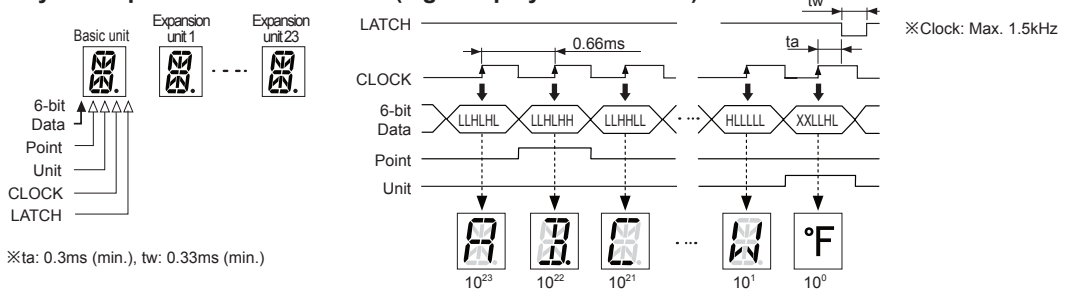 Basic unit
Expansion unit 1
Expansion unit 23
6-bit Data
Point
Unit
CLOCK
LATCH
※ta: 0.3ms (min.), tw: 0.33ms (min.)
LATCH
tw
※Clock: Max. 1.5kHz
0.66ms
ta
CLOCK
6-bit Data
LLHLHL
LLHLHH
LLHHLL
HLLLLL
XXLLHL
Point
Unit
A
B.
C
W
°F
10²³
10²²
10²¹
10¹
10⁰